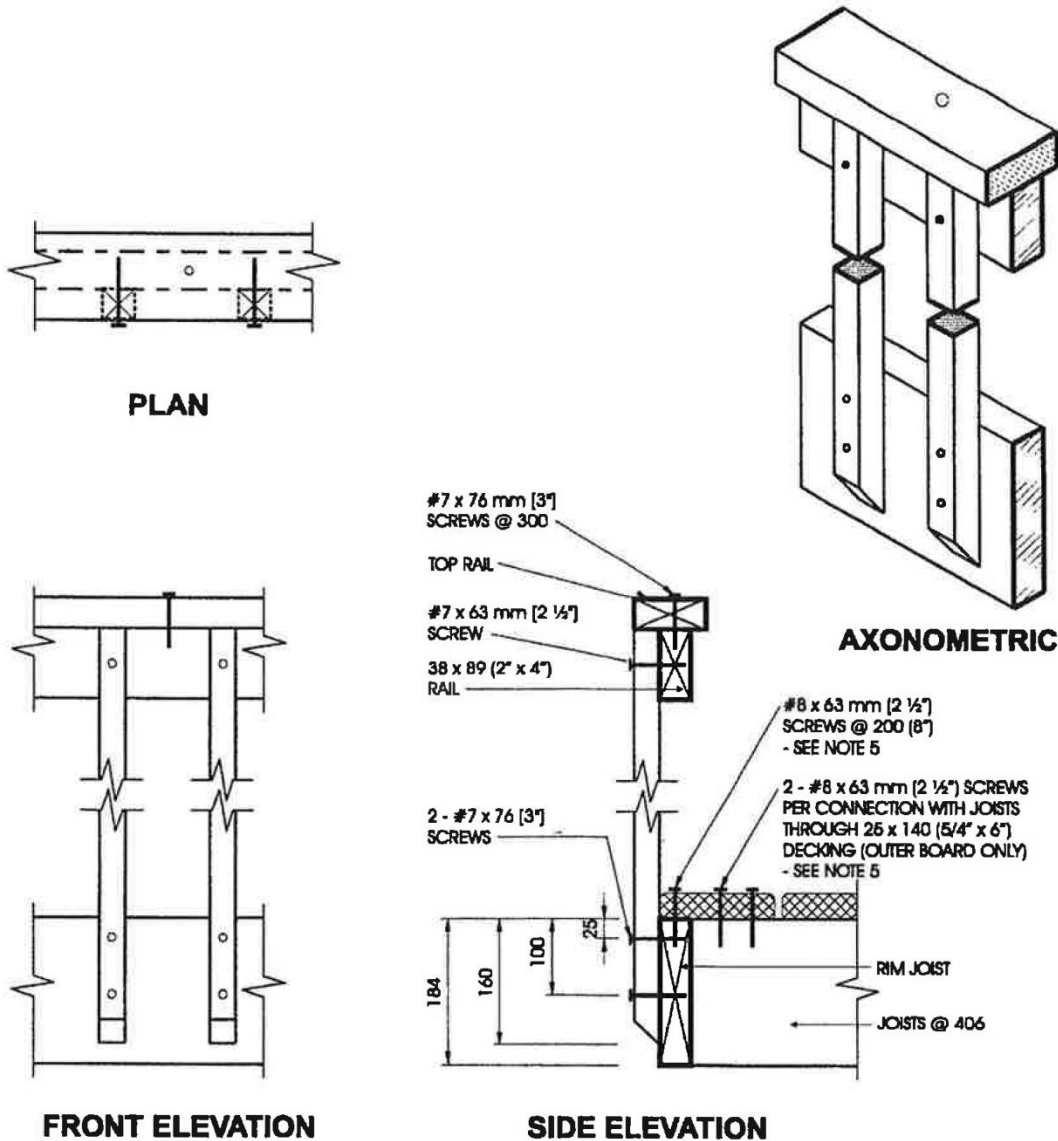 PLAN
AXONOMETRIC
#7 x 76 mm (3")
SCREWS @ 300
TOP RAIL
#7 x 63 mm (2 ½")
SCREW
38 x 89 (2" x 4")
RAIL
2 - #7 x 76 (3")
SCREWS
#8 x 63 mm (2 ½")
SCREWS @ 200 (8")
- SEE NOTE 5
2 - #8 x 63 mm (2 ½") SCREWS
PER CONNECTION WITH JOISTS
THROUGH 25 x 140 (5/4" x 6")
DECKING (OUTER BOARD ONLY)
- SEE NOTE 5
25
100
160
184
RIM JOIST
JOISTS @ 406
FRONT ELEVATION
SIDE ELEVATION